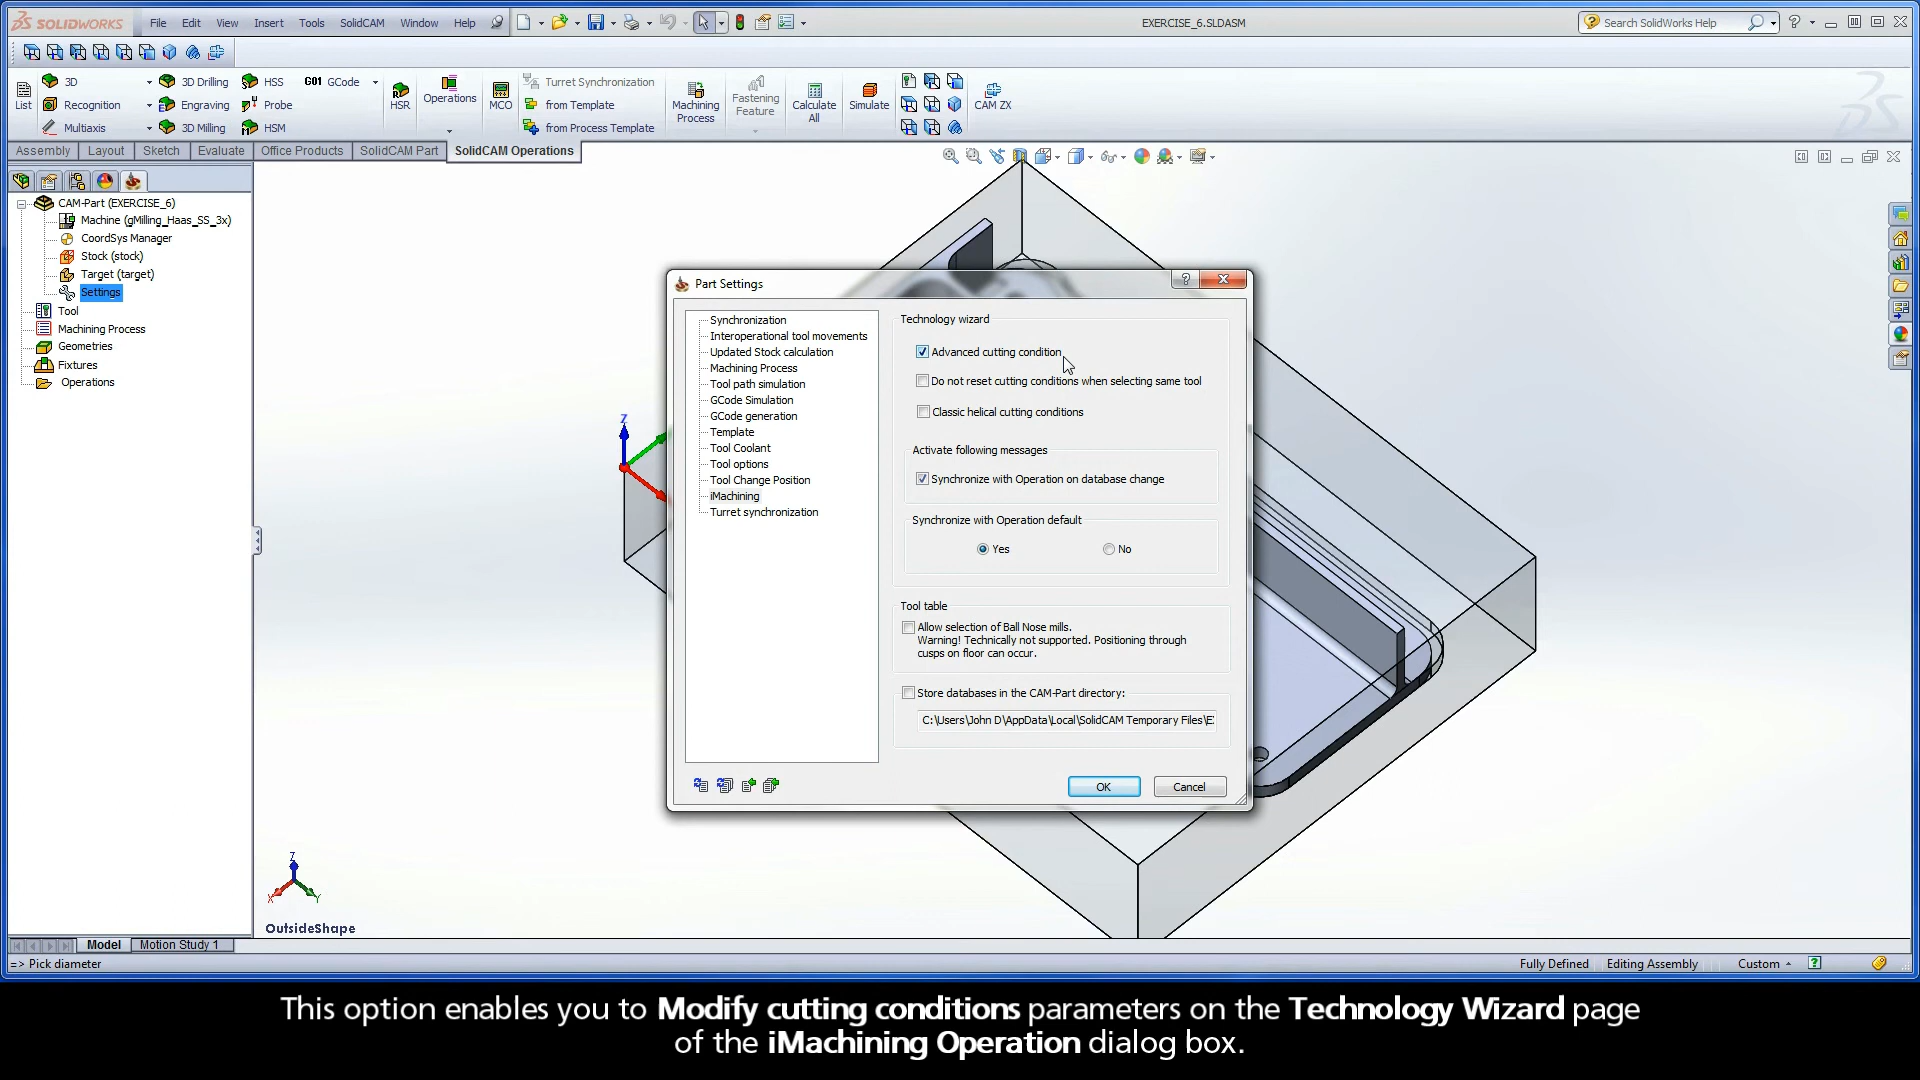 SOLIDWORKS File Edit View Insert Tools SolidCAM Window Help EXERCISE_6.SLDASM Search SolidWorks Help
List 3D Recognition Multiaxis 3D Drilling Engraving 3D Milling HSS Probe HSM G01 GCode HSR Operations MCO Turret Synchronization from Template from Process Template Machining Process Fastening Feature Calculate All Simulate CAM ZX
Assembly Layout Sketch Evaluate Office Products SolidCAM Part SolidCAM Operations
CAM-Part (EXERCISE_6)
Machine (gMilling_Haas_SS_3x)
CoordSys Manager
Stock (stock)
Target (target)
Settings
Tool
Machining Process
Geometries
Fixtures
Operations
Z
Part Settings
Synchronization
Interoperational tool movements
Updated Stock calculation
Machining Process
Tool path simulation
GCode Simulation
GCode generation
Template
Tool Coolant
Tool options
Tool Change Position
iMachining
Turret synchronization
Technology wizard
Advanced cutting condition
Do not reset cutting conditions when selecting same tool
Classic helical cutting conditions
Activate following messages
Synchronize with Operation on database change
Synchronize with Operation default
Yes No
Tool table
Allow selection of Ball Nose mills.
Warning! Technically not supported. Positioning through
cusps on floor can occur.
Store databases in the CAM-Part directory:
C:\Users\John D\AppData\Local\SolidCAM Temporary Files\E
OK Cancel
Z
X Y
OutsideShape
Model Motion Study 1
=> Pick diameter Fully Defined Editing Assembly Custom
This option enables you to Modify cutting conditions parameters on the Technology Wizard page
of the iMachining Operation dialog box.